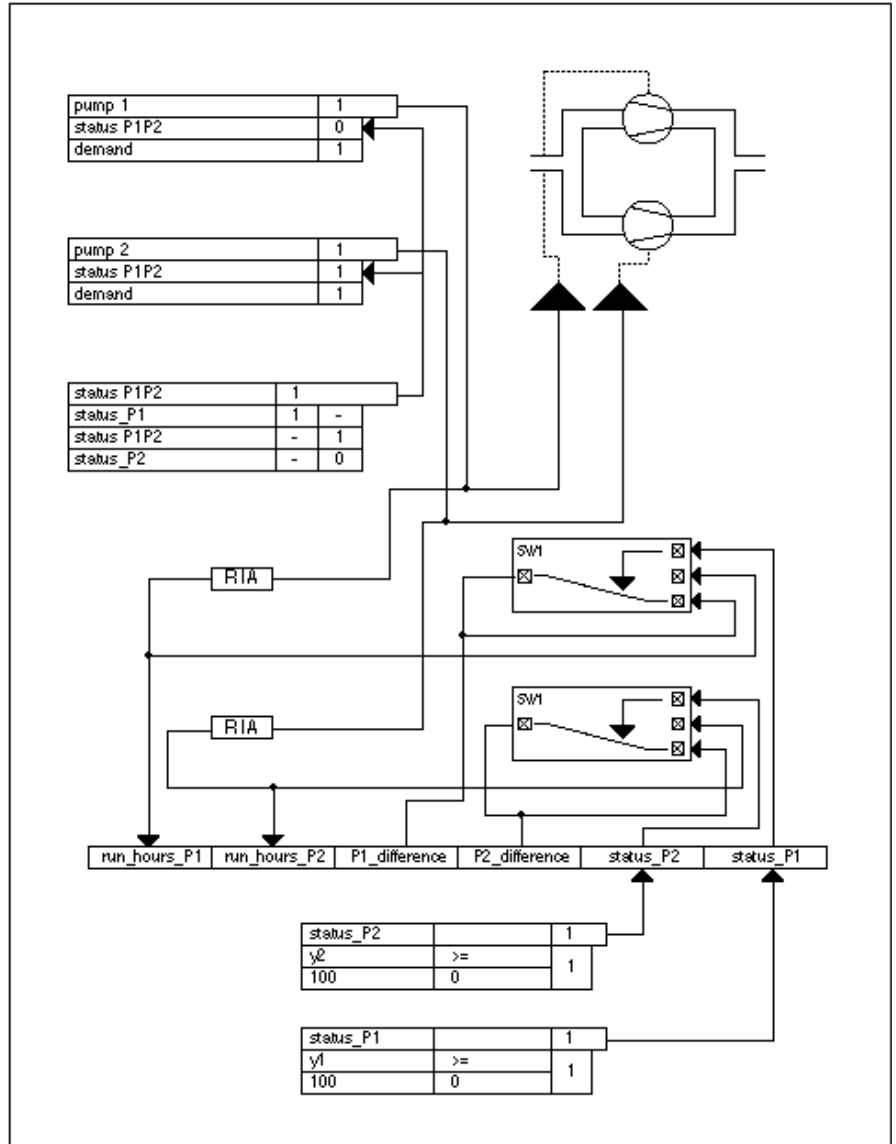 pump 1 1
status P1P2 0
demand 1
pump 2 1
status P1P2 1
demand 1
status P1P2 1
status_P1 1 -
status P1P2 - 1
status_P2 - 0
SW1
RIA
SW1
RIA
run_hours_P1 run_hours_P2 P1_difference P2_difference status_P2 status_P1
status_P2 1
y2 >= 1
100 0
status_P1 1
y1 >= 1
100 0